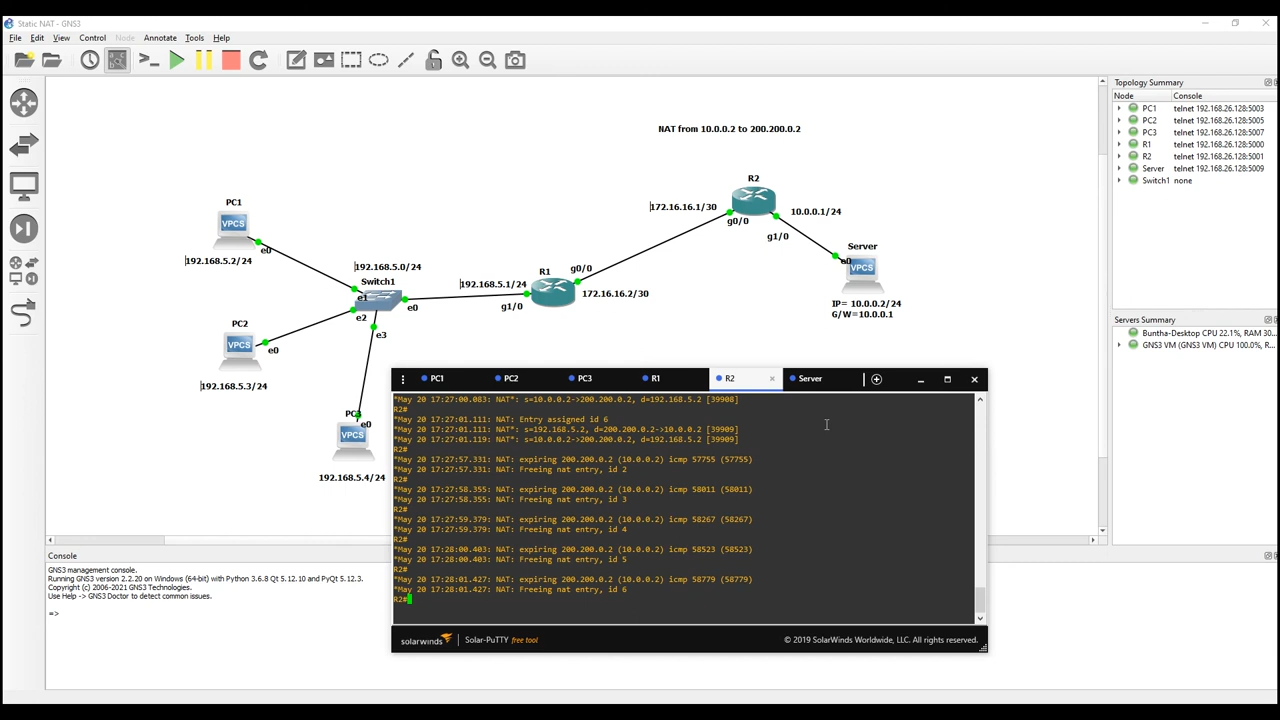 Static NAT - GNS3
File Edit View Control Node Annotate Tools Help
NAT from 10.0.0.2 to 200.200.0.2
R2
172.16.16.1/30
10.0.0.1/24
g0/0
g1/0
PC1
VPCS
e0
192.168.5.2/24
Server
e0
VPCS
IP= 10.0.0.2/24
G/W=10.0.0.1
192.168.5.0/24
Switch1
e1
e2
e0
e3
192.168.5.1/24
R1
g0/0
g1/0
172.16.16.2/30
PC2
VPCS
e0
192.168.5.3/24
PC3
e0
VPCS
192.168.5.4/24
Topology Summary
Node Console
PC1 telnet 192.168.26.128:5003
PC2 telnet 192.168.26.128:5005
PC3 telnet 192.168.26.128:5007
R1 telnet 192.168.26.128:5000
R2 telnet 192.168.26.128:5001
Server telnet 192.168.26.128:5009
Switch1 none
Servers Summary
Buntha-Desktop CPU 22.1%, RAM 30...
GNS3 VM (GNS3 VM) CPU 100.0%, R...
PC1 PC2 PC3 R1 R2 Server
*May 20 17:27:00.083: NAT*: s=10.0.0.2->200.200.0.2, d=192.168.5.2 [39908]
R2#
*May 20 17:27:01.111: NAT: Entry assigned id 6
*May 20 17:27:01.111: NAT*: s=192.168.5.2, d=200.200.0.2->10.0.0.2 [39909]
*May 20 17:27:01.119: NAT*: s=10.0.0.2->200.200.0.2, d=192.168.5.2 [39909]
R2#
*May 20 17:27:57.331: NAT: expiring 200.200.0.2 (10.0.0.2) icmp 57755 (57755)
*May 20 17:27:57.331: NAT: Freeing nat entry, id 2
R2#
*May 20 17:27:58.355: NAT: expiring 200.200.0.2 (10.0.0.2) icmp 58011 (58011)
*May 20 17:27:58.355: NAT: Freeing nat entry, id 3
R2#
*May 20 17:27:59.379: NAT: expiring 200.200.0.2 (10.0.0.2) icmp 58267 (58267)
*May 20 17:27:59.379: NAT: Freeing nat entry, id 4
R2#
*May 20 17:28:00.403: NAT: expiring 200.200.0.2 (10.0.0.2) icmp 58523 (58523)
*May 20 17:28:00.403: NAT: Freeing nat entry, id 5
R2#
*May 20 17:28:01.427: NAT: expiring 200.200.0.2 (10.0.0.2) icmp 58779 (58779)
*May 20 17:28:01.427: NAT: Freeing nat entry, id 6
R2#
solarwinds Solar-PuTTY free tool © 2019 SolarWinds Worldwide, LLC. All rights reserved.
Console
GNS3 management console.
Running GNS3 version 2.2.20 on Windows (64-bit) with Python 3.6.8 Qt 5.12.10 and PyQt 5.12.3.
Copyright (c) 2006-2021 GNS3 Technologies.
Use Help -> GNS3 Doctor to detect common issues.
=>